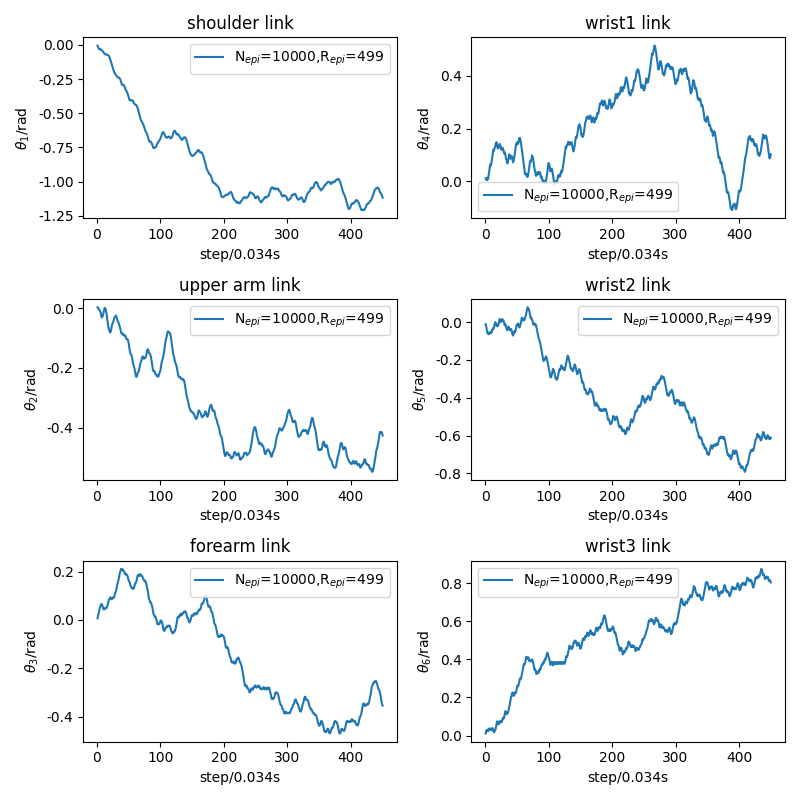 shoulder link
0.00
-0.25
-0.50
-0.75
-1.00
-1.25
θ1/rad
N_epi=10000,R_epi=499
0 100 200 300 400
step/0.034s
wrist1 link
0.4
0.2
0.0
θ4/rad
N_epi=10000,R_epi=499
0 100 200 300 400
step/0.034s
upper arm link
0.0
-0.2
-0.4
θ2/rad
N_epi=10000,R_epi=499
0 100 200 300 400
step/0.034s
wrist2 link
0.0
-0.2
-0.4
-0.6
-0.8
θ5/rad
N_epi=10000,R_epi=499
0 100 200 300 400
step/0.034s
forearm link
0.2
0.0
-0.2
-0.4
θ3/rad
N_epi=10000,R_epi=499
0 100 200 300 400
step/0.034s
wrist3 link
0.8
0.6
0.4
0.2
0.0
θ6/rad
N_epi=10000,R_epi=499
0 100 200 300 400
step/0.034s